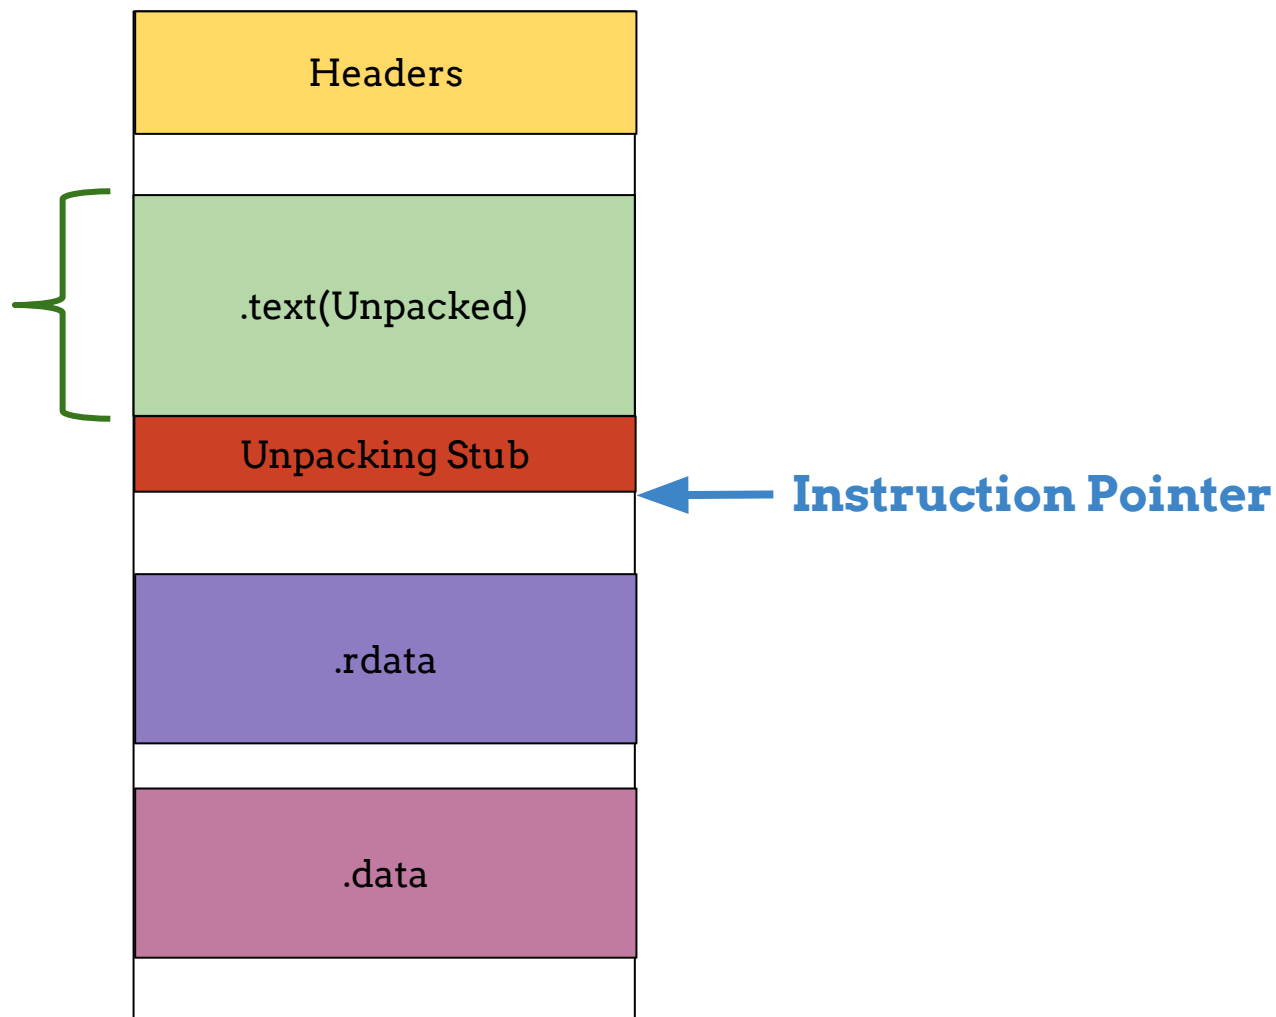 Headers
.text(Unpacked)
Unpacking Stub
Instruction Pointer
.rdata
.data